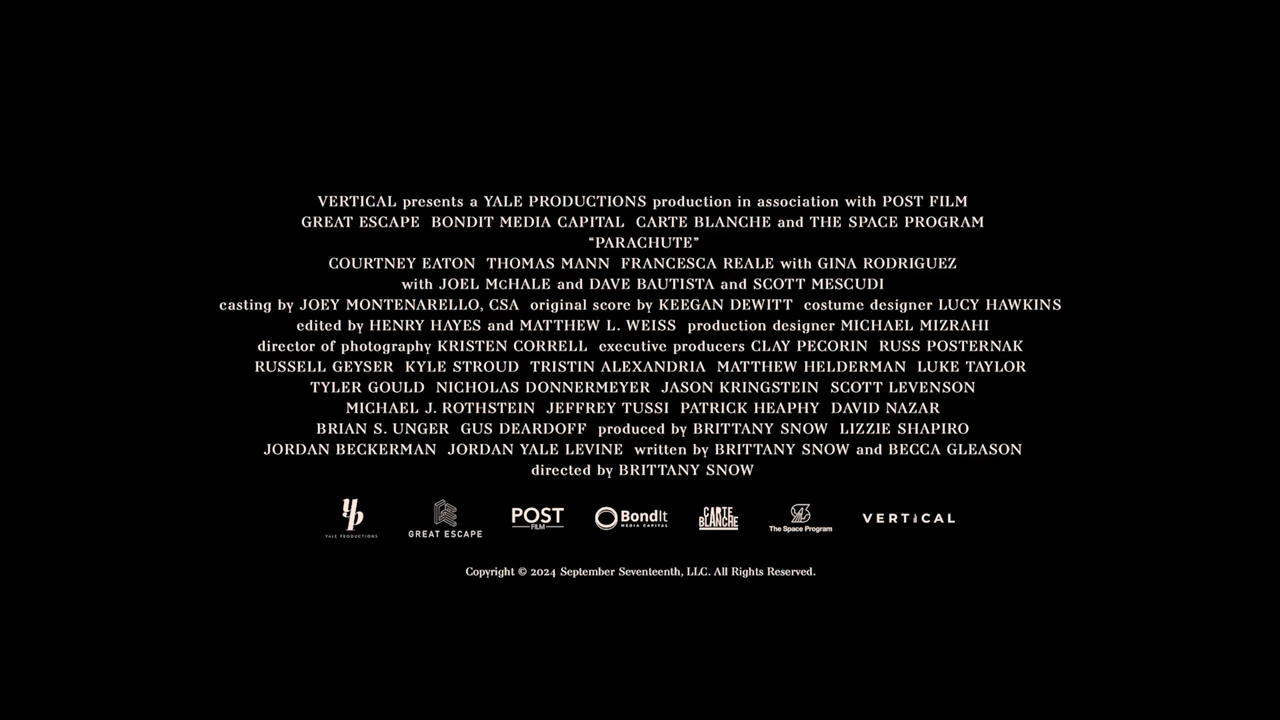 VERTICAL presents a YALE PRODUCTIONS production in association with POST FILM
GREAT ESCAPE BONDIT MEDIA CAPITAL CARTE BLANCHE and THE SPACE PROGRAM
"PARACHUTE"
COURTNEY EATON THOMAS MANN FRANCESCA REALE with GINA RODRIGUEZ
with JOEL McHALE and DAVE BAUTISTA and SCOTT MESCUDI
casting by JOEY MONTENARELLO, CSA original score by KEEGAN DEWITT costume designer LUCY HAWKINS
edited by HENRY HAYES and MATTHEW L. WEISS production designer MICHAEL MIZRAHI
director of photography KRISTEN CORRELL executive producers CLAY PECORIN RUSS POSTERNAK
RUSSELL GEYSER KYLE STROUD TRISTIN ALEXANDRIA MATTHEW HELDERMAN LUKE TAYLOR
TYLER GOULD NICHOLAS DONNERMEYER JASON KRINGSTEIN SCOTT LEVENSON
MICHAEL J. ROTHSTEIN JEFFREY TUSSI PATRICK HEAPHY DAVID NAZAR
BRIAN S. UNGER GUS DEARDOFF produced by BRITTANY SNOW LIZZIE SHAPIRO
JORDAN BECKERMAN JORDAN YALE LEVINE written by BRITTANY SNOW and BECCA GLEASON
directed by BRITTANY SNOW
yp YALE PRODUCTIONS
GREAT ESCAPE
POST FILM
BondIt MEDIA CAPITAL
CARTE BLANCHE
The Space Program
VERTICAL
Copyright © 2024 September Seventeenth, LLC. All Rights Reserved.